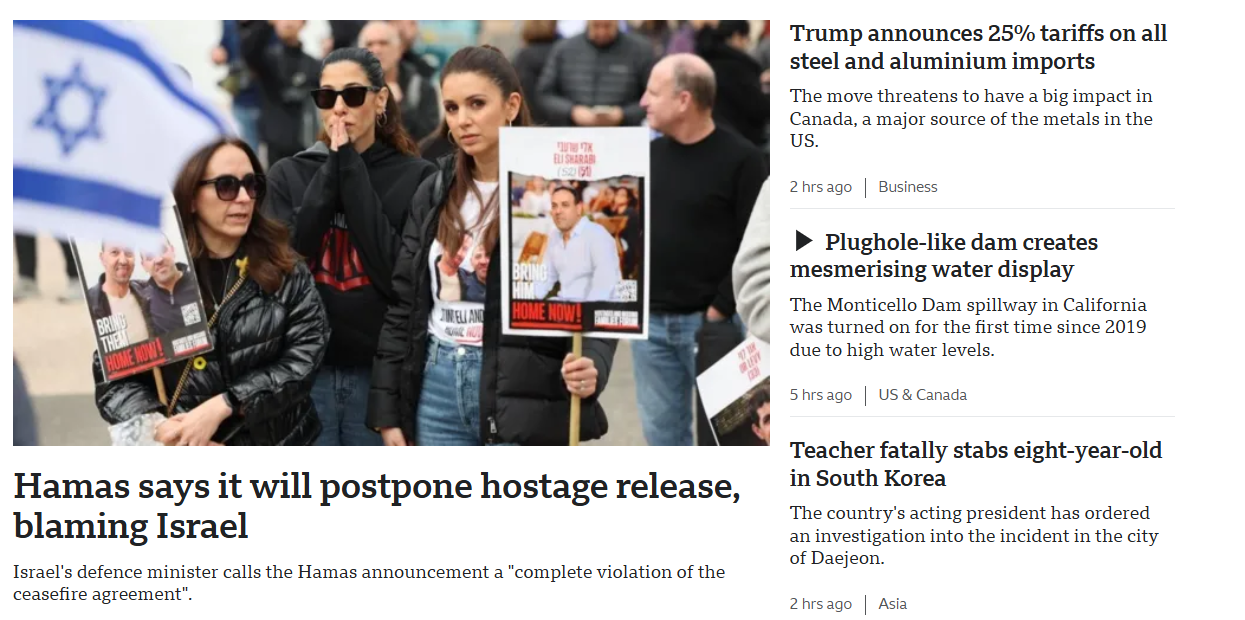 אלי שרעבי
ELI SHARABI
(52) (51)
BRING
HIM
HOME NOW!
BRING
THEM
HOME NOW!
Hamas says it will postpone hostage release,
blaming Israel
Israel's defence minister calls the Hamas announcement a "complete violation of the
ceasefire agreement".
Trump announces 25% tariffs on all
steel and aluminium imports
The move threatens to have a big impact in
Canada, a major source of the metals in the
US.
2 hrs ago | Business
Plughole-like dam creates
mesmerising water display
The Monticello Dam spillway in California
was turned on for the first time since 2019
due to high water levels.
5 hrs ago | US & Canada
Teacher fatally stabs eight-year-old
in South Korea
The country's acting president has ordered
an investigation into the incident in the city
of Daejeon.
2 hrs ago | Asia